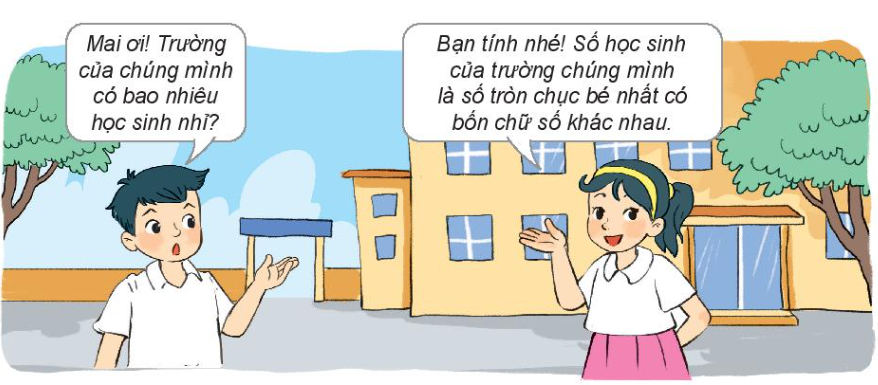 Mai ơi! Trường
của chúng mình
có bao nhiêu
học sinh nhỉ?
Bạn tính nhé! Số học sinh
của trường chúng mình
là số tròn chục bé nhất có
bốn chữ số khác nhau.